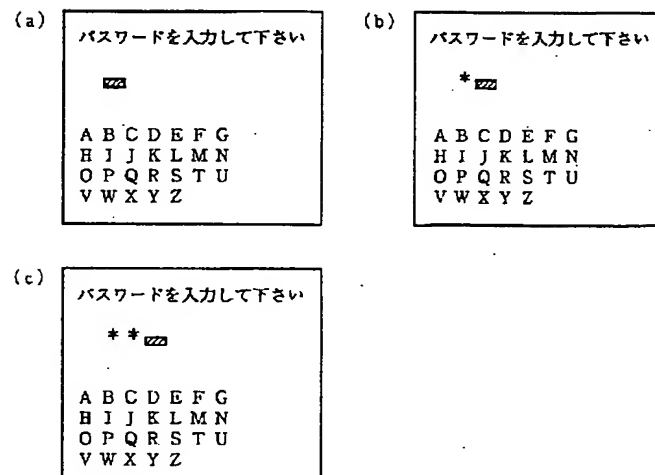 (a)
パスワードを入力して下さい
A B C D E F G
H I J K L M N
O P Q R S T U
V W X Y Z
(b)
パスワードを入力して下さい
*
A B C D E F G
H I J K L M N
O P Q R S T U
V W X Y Z
(c)
パスワードを入力して下さい
* *
A B C D E F G
H I J K L M N
O P Q R S T U
V W X Y Z